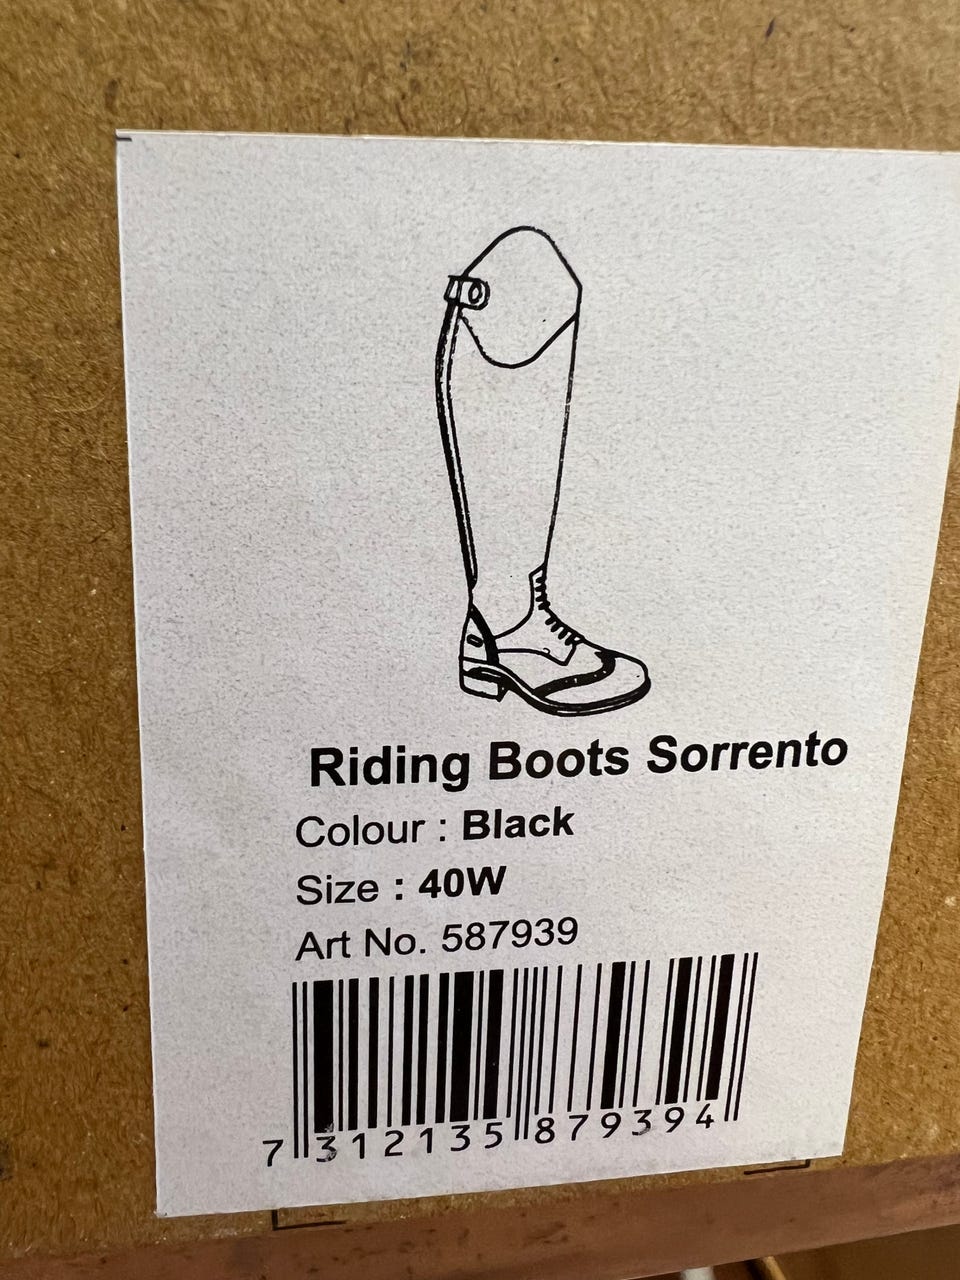 Riding Boots Sorrento
Colour : Black
Size : 40W
Art No. 587939
7 312135 879394